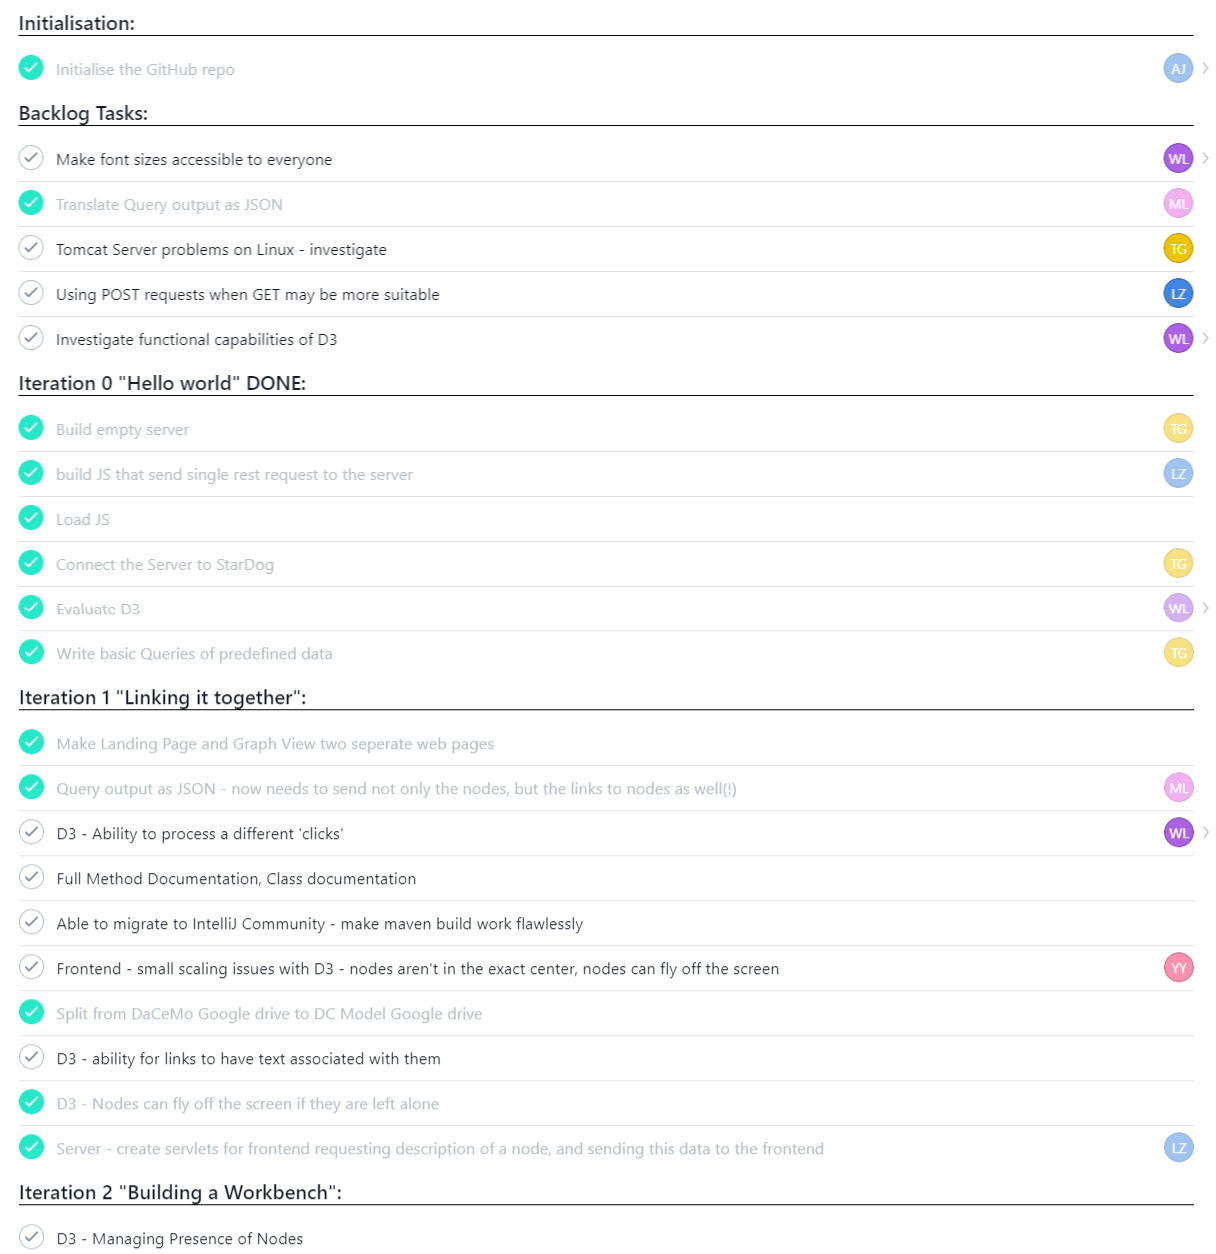 Initialisation:
Initialise the GitHub repo AJ
Backlog Tasks:
Make font sizes accessible to everyone WL
Translate Query output as JSON ML
Tomcat Server problems on Linux - investigate TG
Using POST requests when GET may be more suitable LZ
Investigate functional capabilities of D3 WL
Iteration 0 "Hello world" DONE:
Build empty server TG
build JS that send single rest request to the server LZ
Load JS
Connect the Server to StarDog TG
Evaluate D3 WL
Write basic Queries of predefined data TG
Iteration 1 "Linking it together":
Make Landing Page and Graph View two seperate web pages
Query output as JSON - now needs to send not only the nodes, but the links to nodes as well(!) ML
D3 - Ability to process a different 'clicks' WL
Full Method Documentation, Class documentation
Able to migrate to IntelliJ Community - make maven build work flawlessly
Frontend - small scaling issues with D3 - nodes aren't in the exact center, nodes can fly off the screen YY
Split from DaCeMo Google drive to DC Model Google drive
D3 - ability for links to have text associated with them
D3 - Nodes can fly off the screen if they are left alone
Server - create servlets for frontend requesting description of a node, and sending this data to the frontend LZ
Iteration 2 "Building a Workbench":
D3 - Managing Presence of Nodes